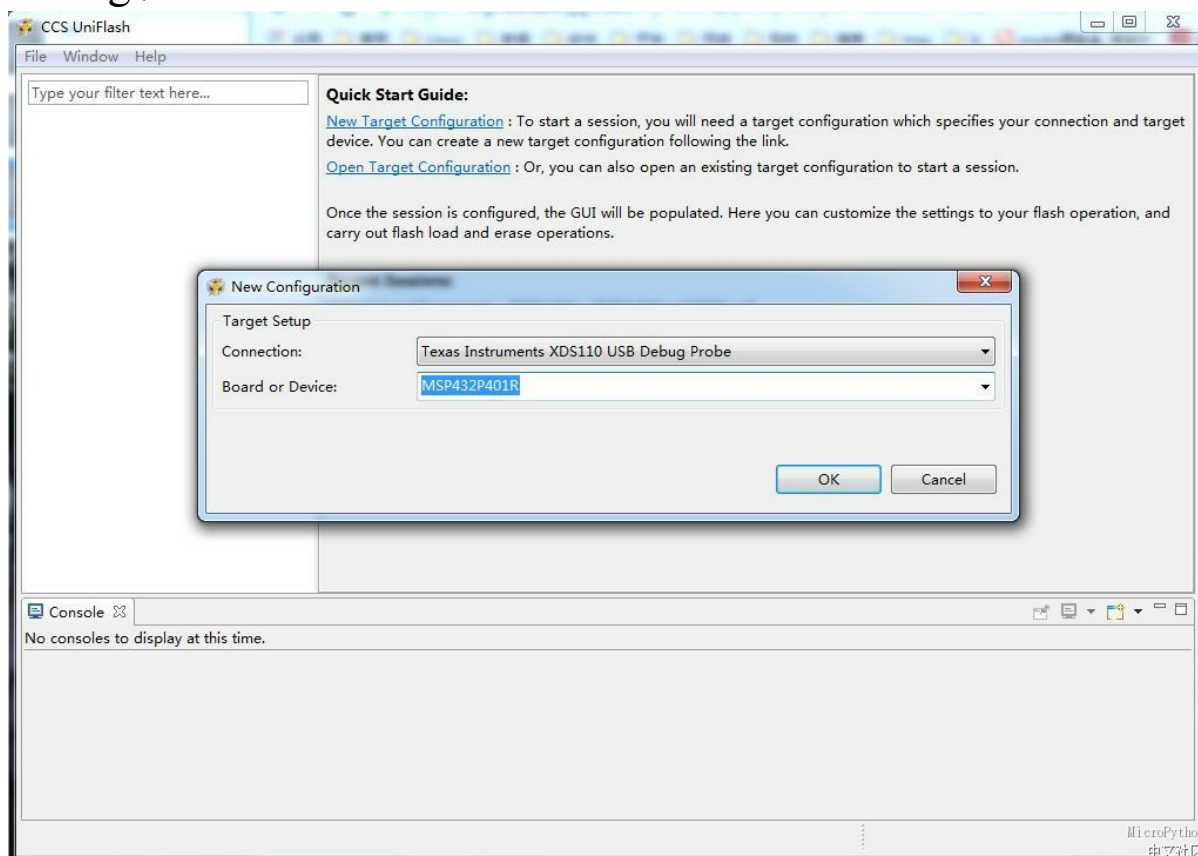 CCS UniFlash
File Window Help
Type your filter text here...
Quick Start Guide:
New Target Configuration : To start a session, you will need a target configuration which specifies your connection and target
device. You can create a new target configuration following the link.
Open Target Configuration : Or, you can also open an existing target configuration to start a session.
Once the session is configured, the GUI will be populated. Here you can customize the settings to your flash operation, and
carry out flash load and erase operations.
New Configuration
Target Setup
Connection:
Texas Instruments XDS110 USB Debug Probe
Board or Device:
MSP432P401R
OK
Cancel
Console
No consoles to display at this time.
MicroPytho
中文社区